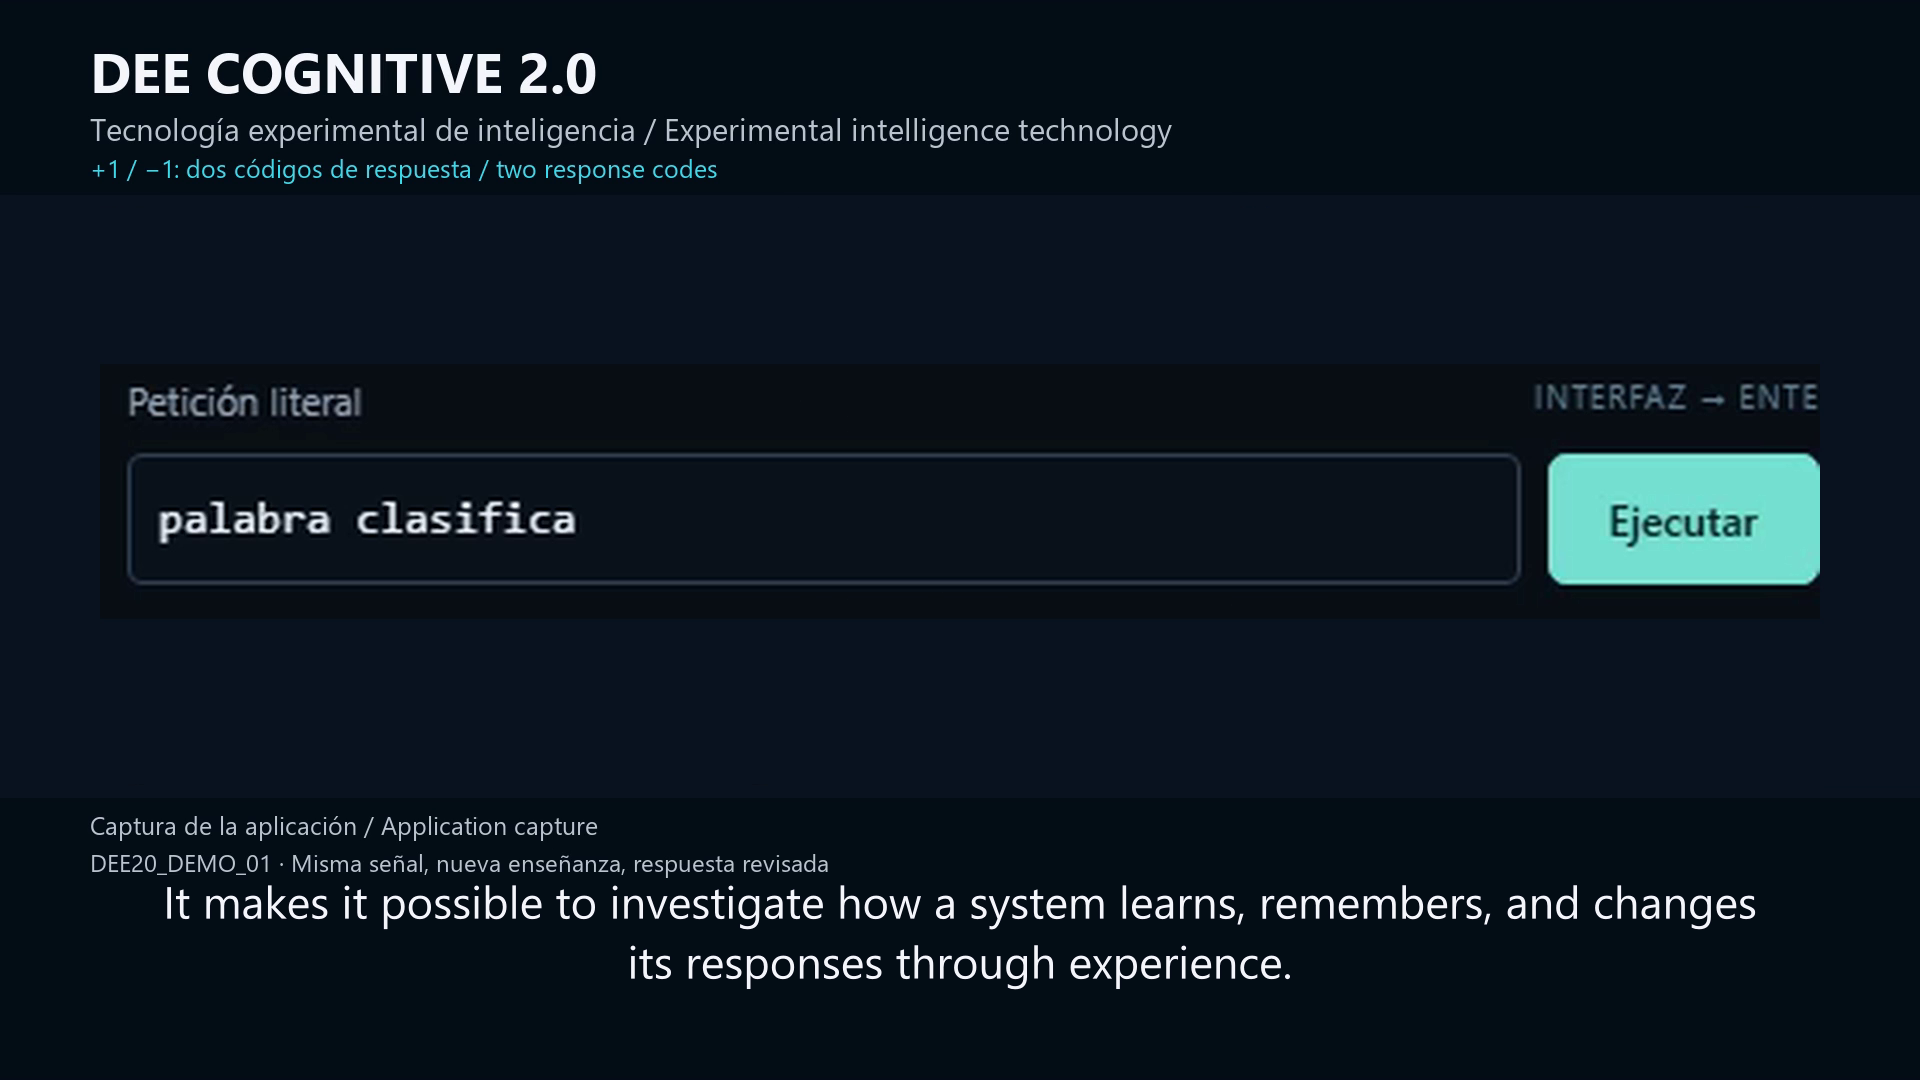 DEE COGNITIVE 2.0
Tecnología experimental de inteligencia / Experimental intelligence technology
+1 / −1: dos códigos de respuesta / two response codes
Petición literal
INTERFAZ → ENTE
palabra clasifica
Ejecutar
Captura de la aplicación / Application capture
DEE20_DEMO_01 · Misma señal, nueva enseñanza, respuesta revisada
It makes it possible to investigate how a system learns, remembers, and changes
its responses through experience.